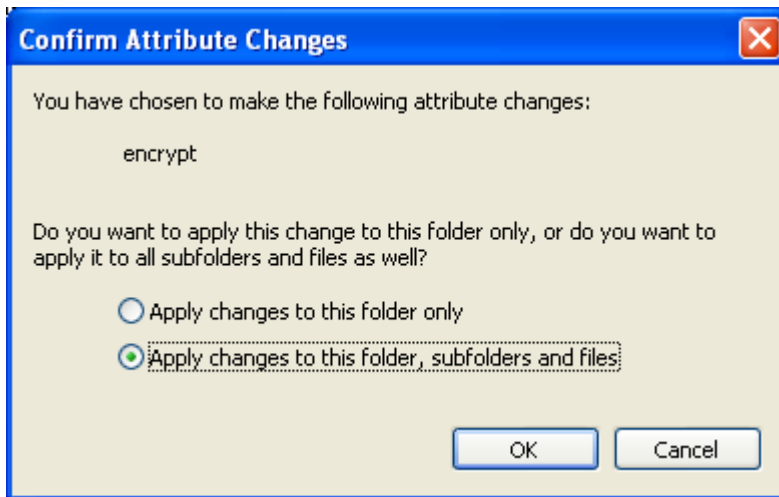 Confirm Attribute Changes
You have chosen to make the following attribute changes:
encrypt
Do you want to apply this change to this folder only, or do you want to
apply it to all subfolders and files as well?
Apply changes to this folder only
Apply changes to this folder, subfolders and files
OK Cancel